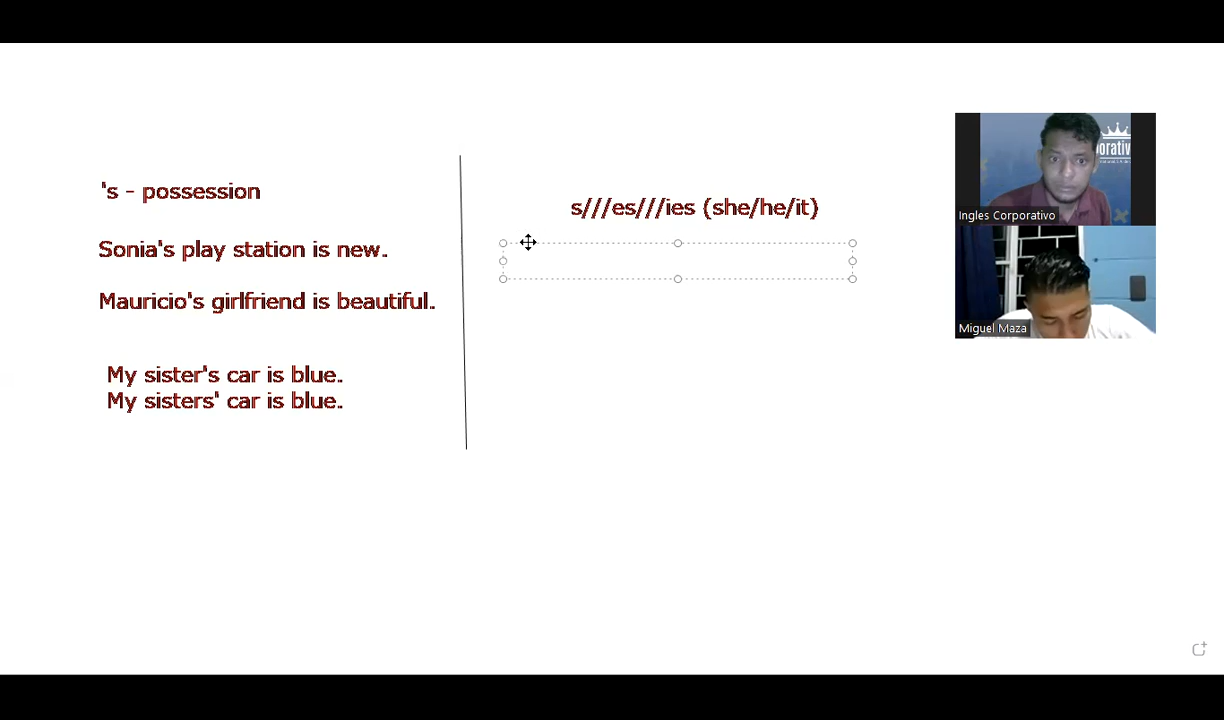 's - possession
Sonia's play station is new.
Mauricio's girlfriend is beautiful.
My sister's car is blue.
My sisters' car is blue.
s///es///ies (she/he/it)
orativ
Ingles Corporativo
Miguel Maza